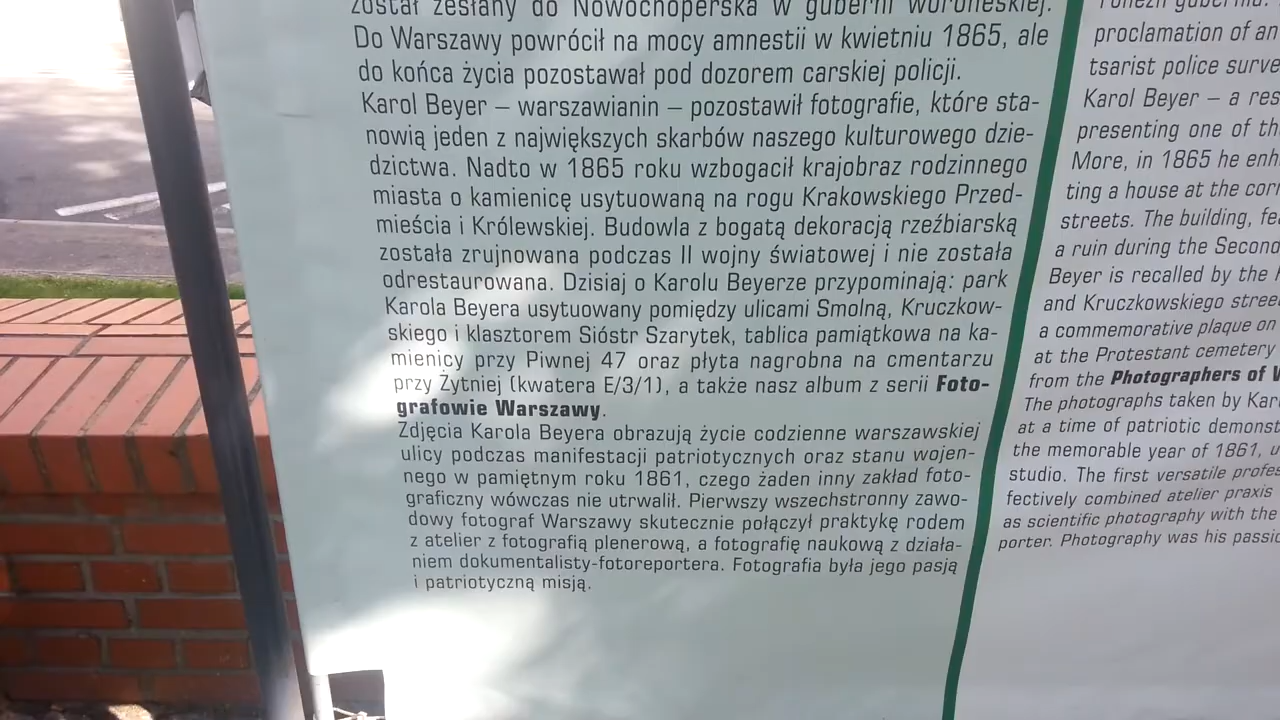 został zesłany do Nowochoperska w guberni woroneskiej.
Do Warszawy powrócił na mocy amnestii w kwietniu 1865, ale
do końca życia pozostawał pod dozorem carskiej policji.
Karol Beyer – warszawianin – pozostawił fotografie, które sta-
nowią jeden z największych skarbów naszego kulturowego dzie-
dzictwa. Nadto w 1865 roku wzbogacił krajobraz rodzinnego
miasta o kamienicę usytuowaną na rogu Krakowskiego Przed-
mieścia i Królewskiej. Budowla z bogatą dekoracją rzeźbiarską
została zrujnowana podczas II wojny światowej i nie została
odrestaurowana. Dzisiaj o Karolu Beyerze przypominają: park
Karola Beyera usytuowany pomiędzy ulicami Smolną, Kruczkow-
skiego i klasztorem Sióstr Szarytek, tablica pamiątkowa na ka-
mienicy przy Piwnej 47 oraz płyta nagrobna na cmentarzu
przy Żytniej (kwatera E/3/1), a także nasz album z serii Foto-
grafowie Warszawy.
Zdjęcia Karola Beyera obrazują życie codzienne warszawskiej
ulicy podczas manifestacji patriotycznych oraz stanu wojen-
nego w pamiętnym roku 1861, czego żaden inny zakład foto-
graficzny wówczas nie utrwalił. Pierwszy wszechstronny zawo-
dowy fotograf Warszawy skutecznie połączył praktykę rodem
z atelier z fotografią plenerową, a fotografię naukową z działa-
niem dokumentalisty-fotoreportera. Fotografia była jego pasją
i patriotyczną misją.
proclamation of an
tsarist police surve
Karol Beyer – a res
presenting one of th
More, in 1865 he enh
ting a house at the cor
streets. The building, fe
a ruin during the Second
Beyer is recalled by the
and Kruczkowskiego stree
a commemorative plaque on
at the Protestant cemetery
from the Photographers of W
The photographs taken by Kar
at a time of patriotic demonst
the memorable year of 1861, u
studio. The first versatile profes
fectively combined atelier praxis
as scientific photography with the
porter. Photography was his passio